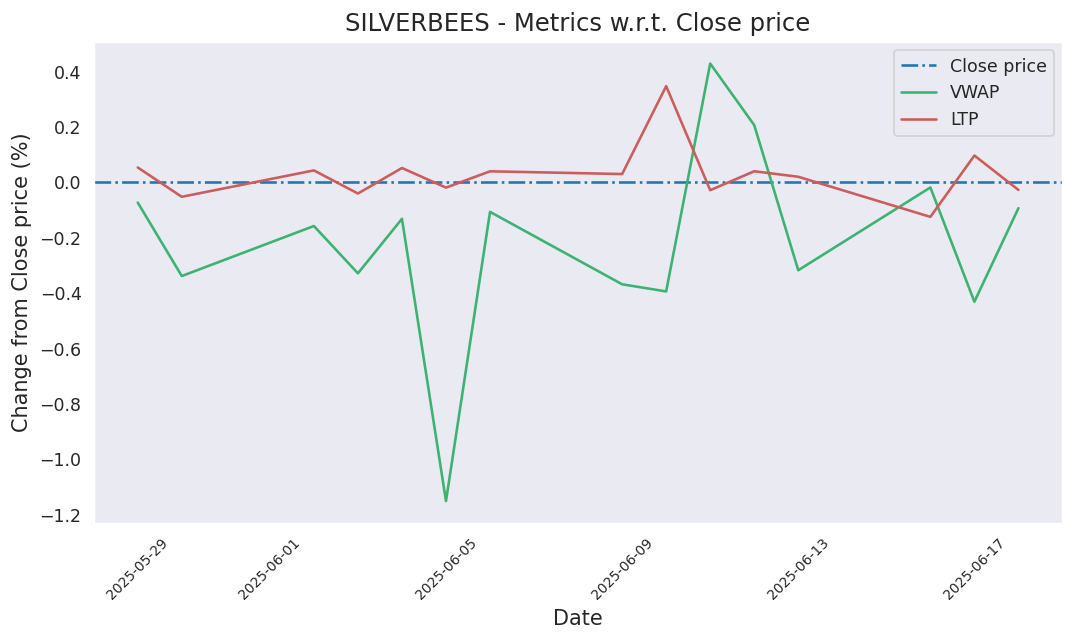 SILVERBEES - Metrics w.r.t. Close price
Close price
VWAP
LTP
Change from Close price (%)
0.4
0.2
0.0
−0.2
−0.4
−0.6
−0.8
−1.0
−1.2
2025-05-29
2025-06-01
2025-06-05
2025-06-09
2025-06-13
2025-06-17
Date